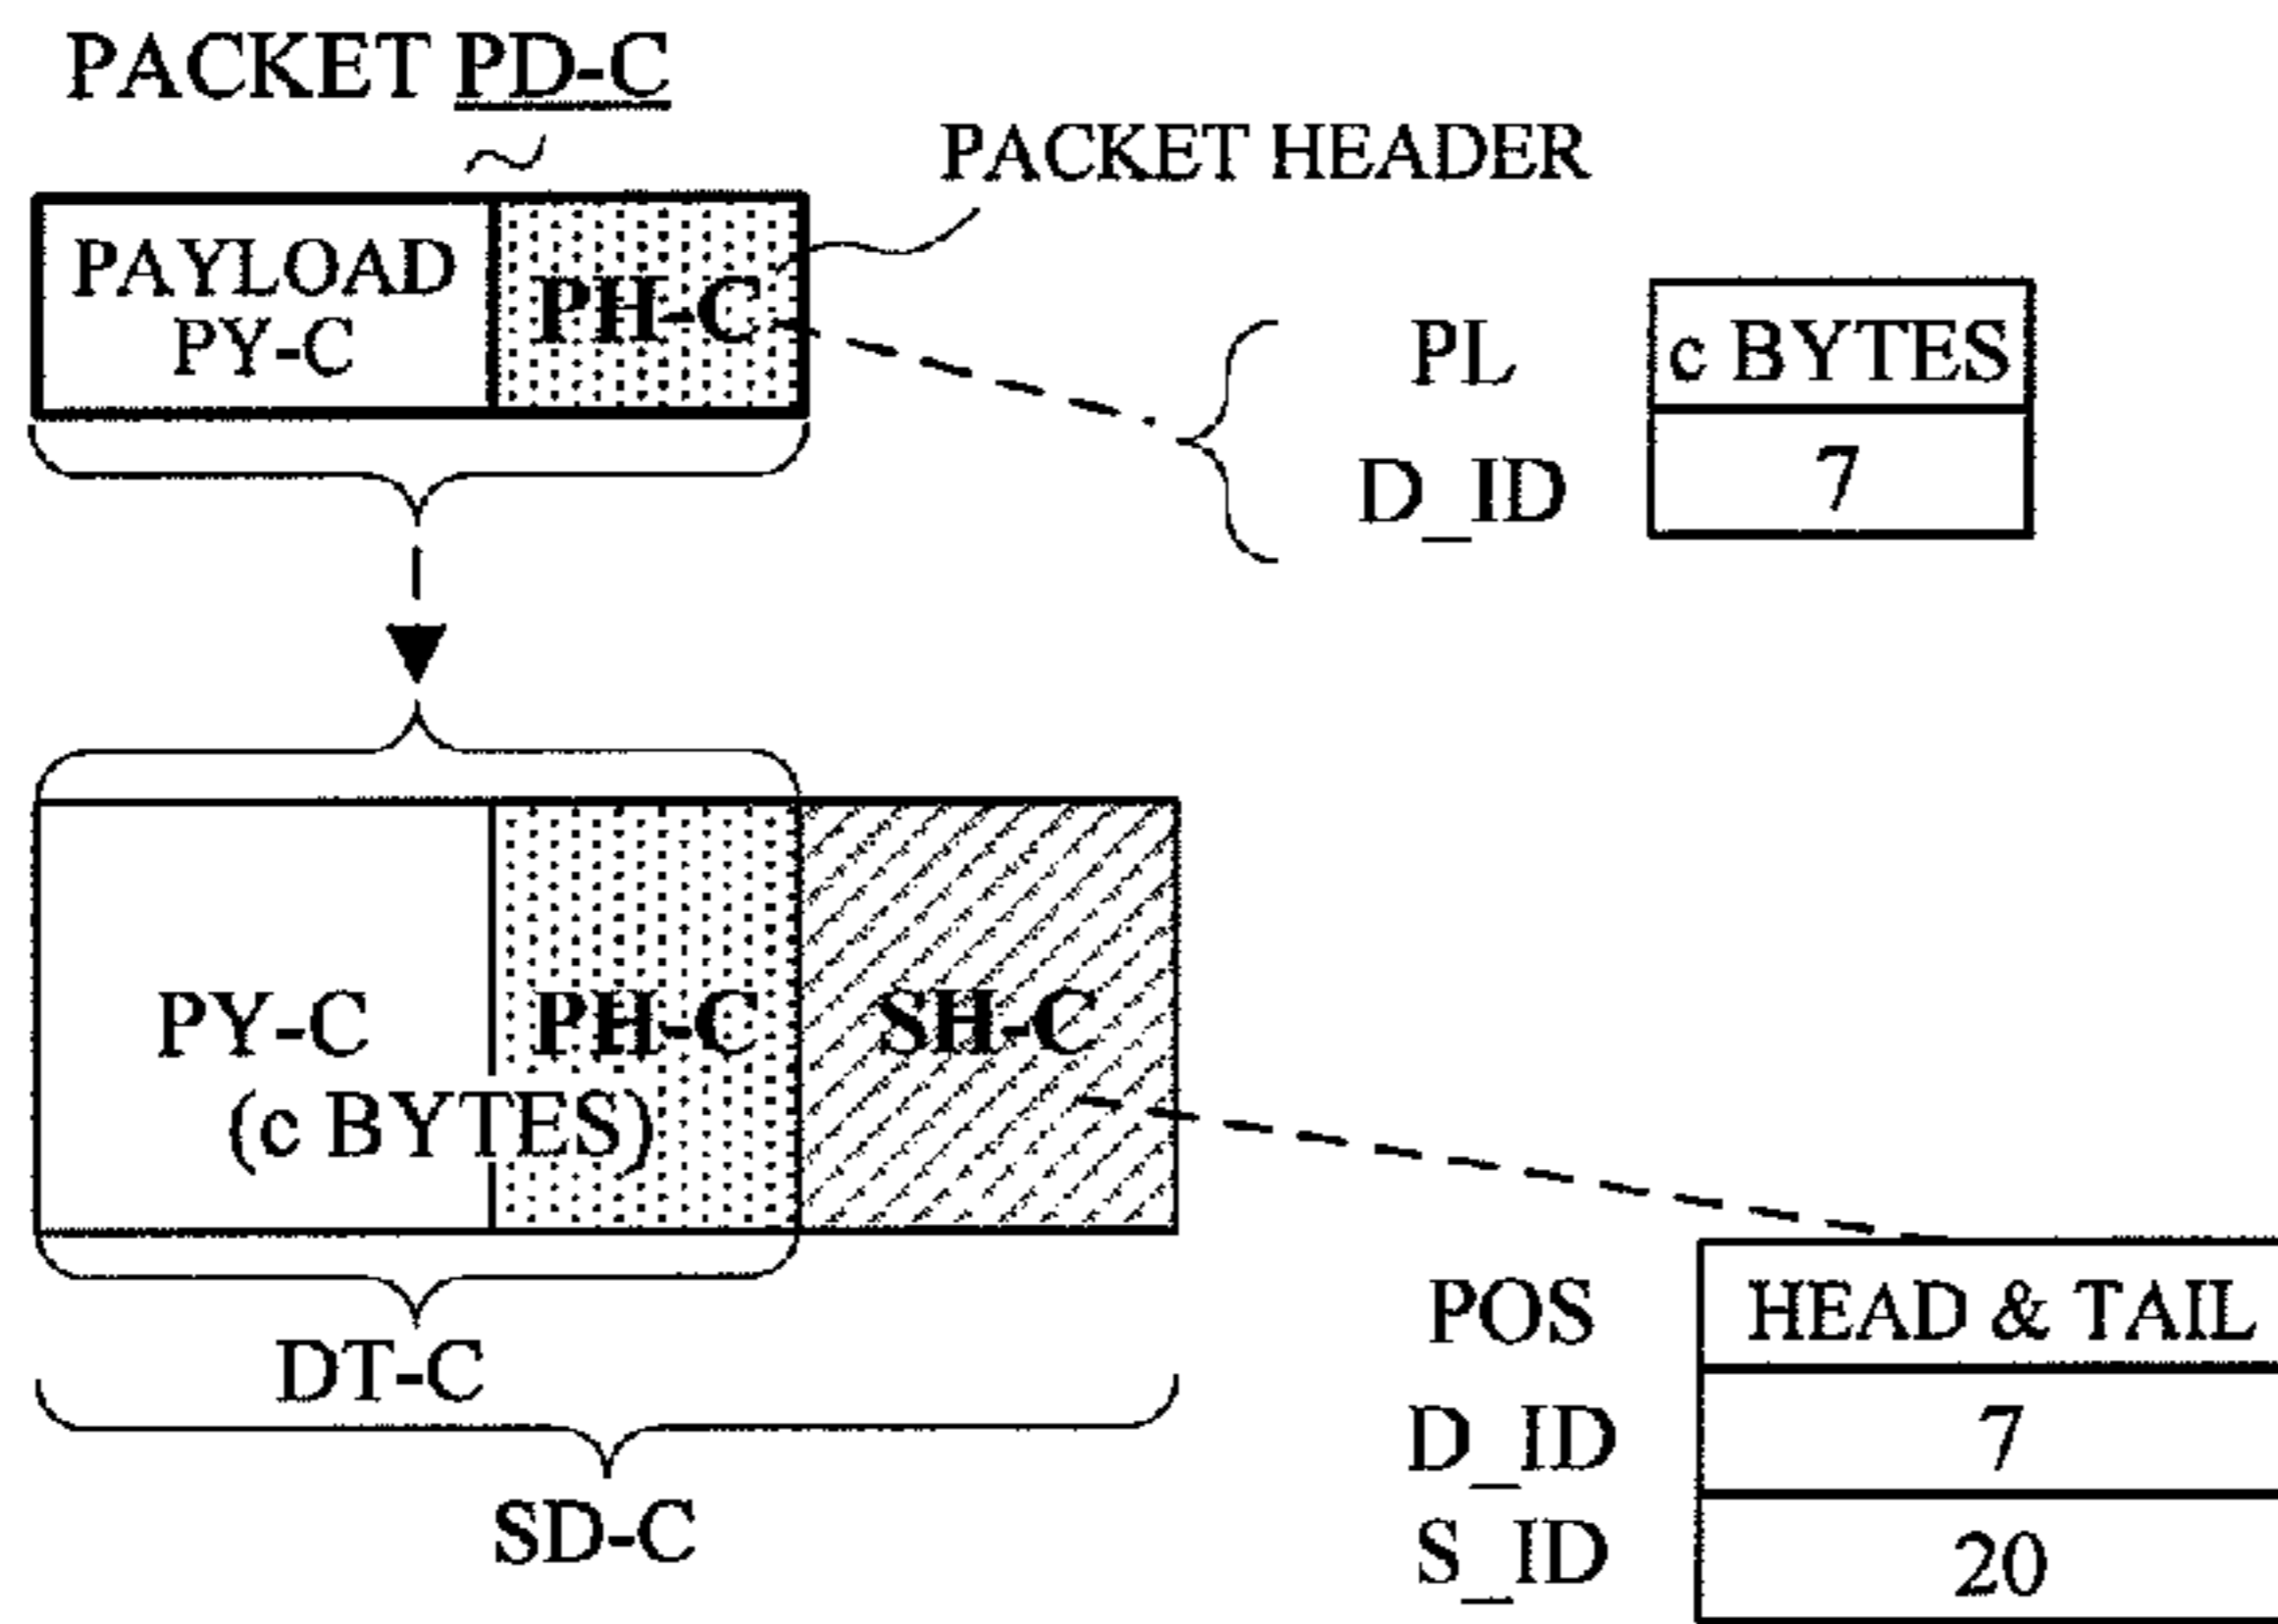 PACKET PD-C
PACKET HEADER
PAYLOAD
PY-C
PH-C
PL c BYTES
D_ID 7
PY-C PH-C SH-C
(c BYTES)
DT-C
SD-C
POS HEAD & TAIL
D_ID 7
S_ID 20